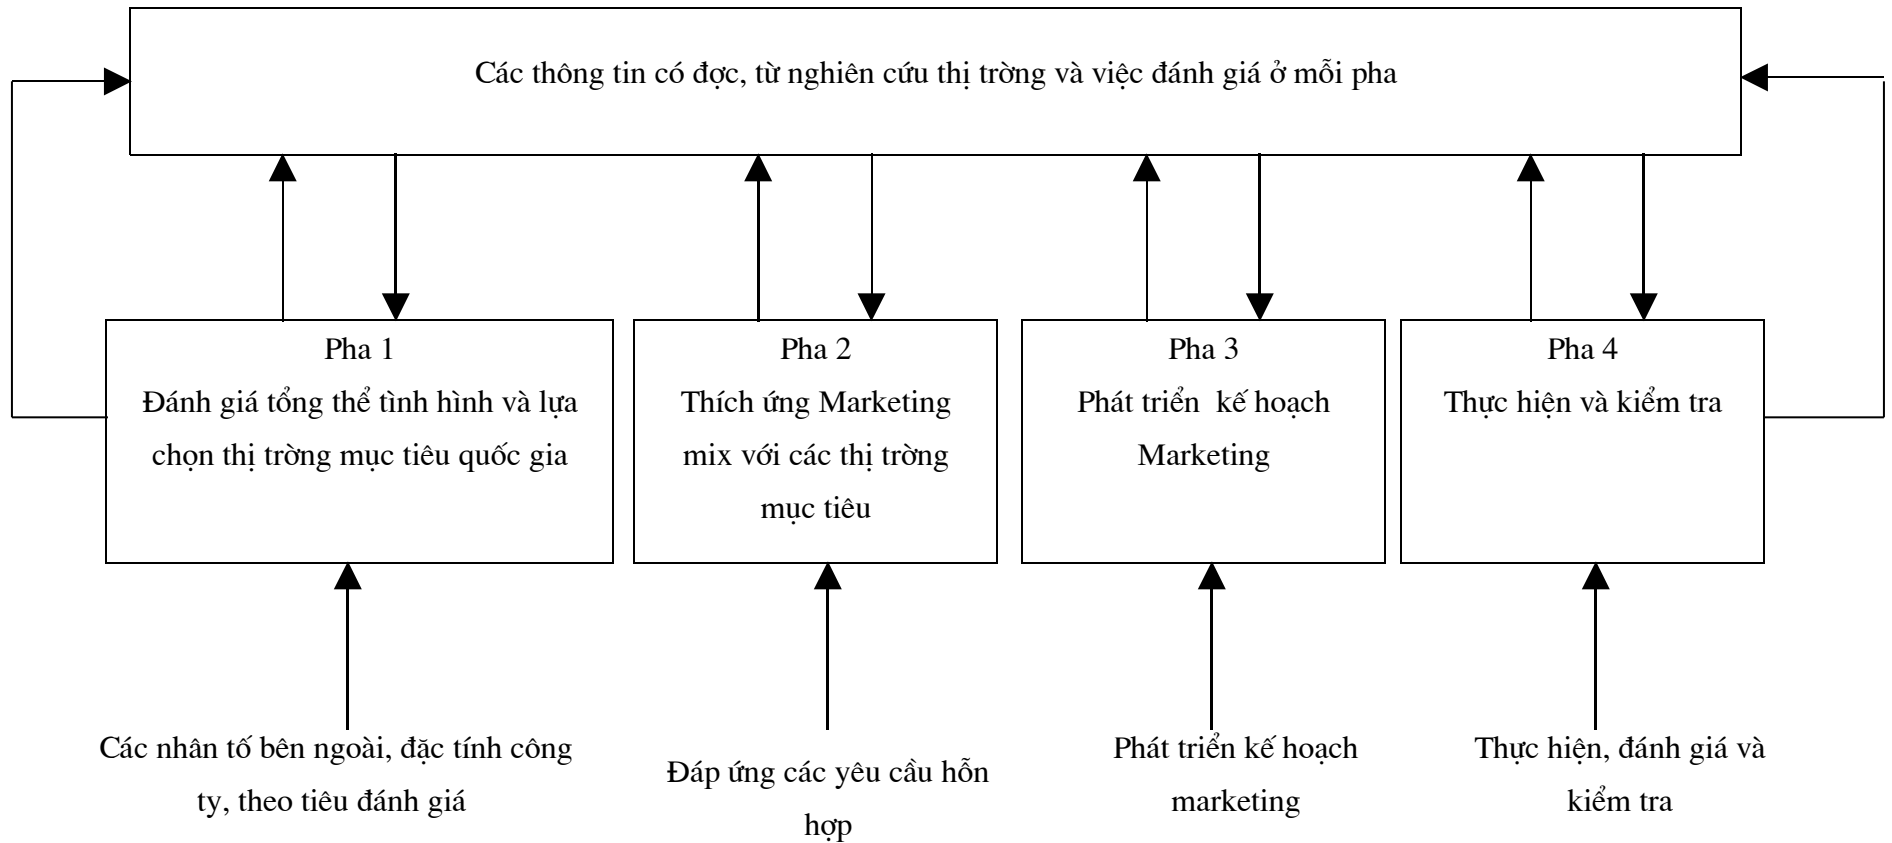 Các thông tin có đợc, từ nghiên cứu thị trờng và việc đánh giá ở mỗi pha
Pha 1
Đánh giá tổng thể tình hình và lựa
chọn thị trờng mục tiêu quốc gia
Pha 2
Thích ứng Marketing
mix với các thị trờng
mục tiêu
Pha 3
Phát triển kế hoạch
Marketing
Pha 4
Thực hiện và kiểm tra
Các nhân tố bên ngoài, đặc tính công
ty, theo tiêu đánh giá
Đáp ứng các yêu cầu hỗn
hợp
Phát triển kế hoạch
marketing
Thực hiện, đánh giá và
kiểm tra